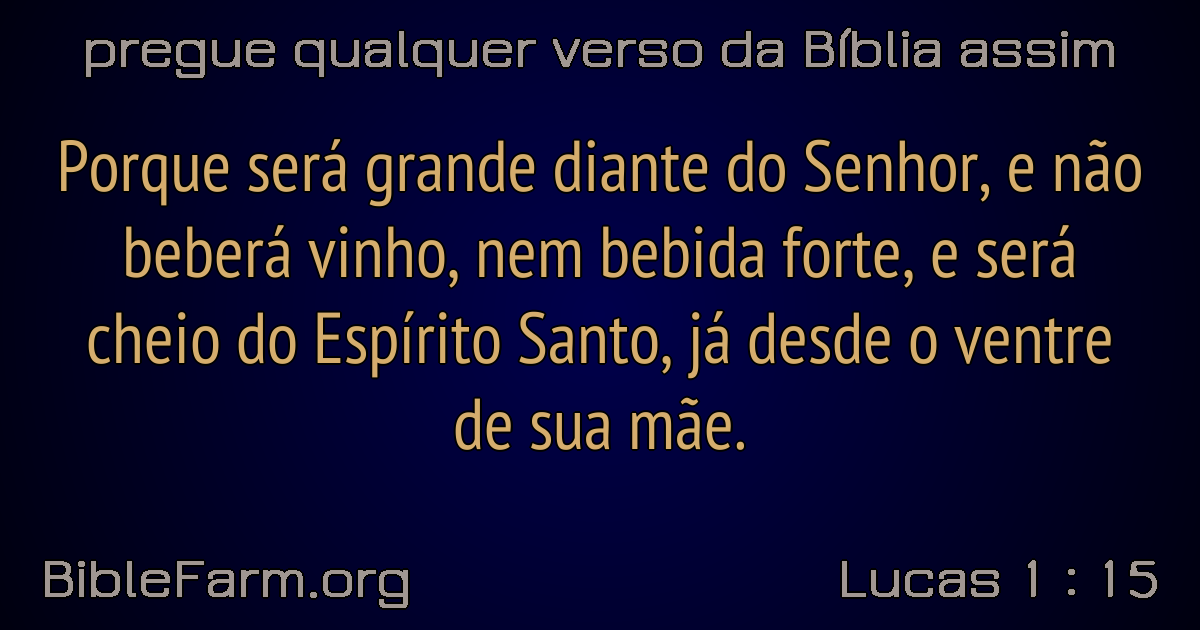 pregue qualquer verso da Bíblia assim
Porque será grande diante do Senhor, e não
beberá vinho, nem bebida forte, e será
cheio do Espírito Santo, já desde o ventre
de sua mãe.
BibleFarm.org
Lucas 1 : 15